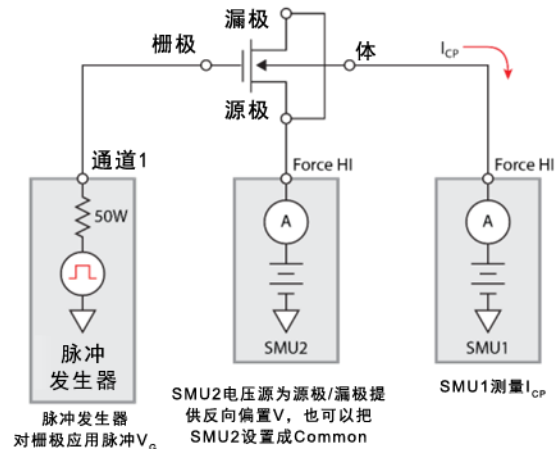 漏极
栅极
体
I_CP
源极
通道1
Force HI
Force HI
50W
A
A
脉冲
发生器
SMU2
SMU1
脉冲发生器
对栅极应用脉冲V_G
SMU2电压源为源极/漏极提
供反向偏置V，也可以把
SMU2设置成Common
SMU1测量I_CP